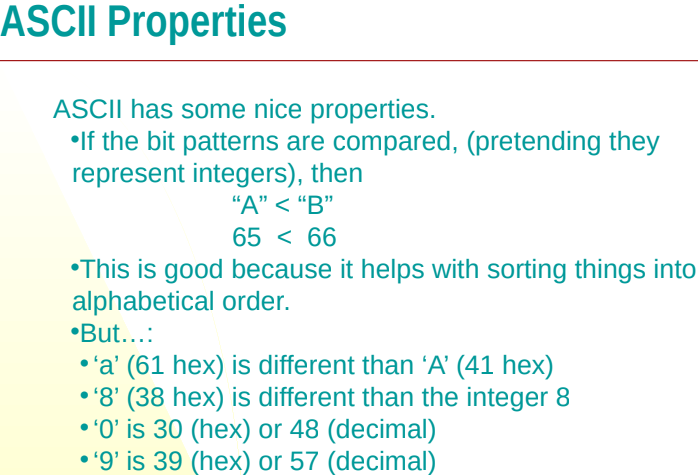 ASCII Properties
ASCII has some nice properties.
•If the bit patterns are compared, (pretending they
represent integers), then
“A” < “B”
65 < 66
•This is good because it helps with sorting things into
alphabetical order.
•But…:
•‘a’ (61 hex) is different than ‘A’ (41 hex)
•‘8’ (38 hex) is different than the integer 8
•‘0’ is 30 (hex) or 48 (decimal)
•‘9’ is 39 (hex) or 57 (decimal)